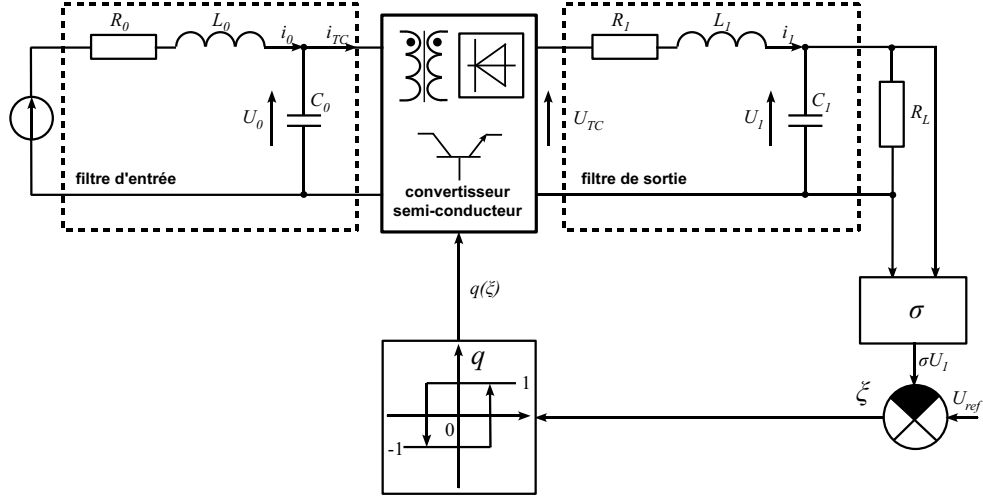 R0 L0 i0 iTC
R1 L1 i1
U0 C0
UTC
U1 C1 RL
filtre d'entrée
convertisseur
semi-conducteur
filtre de sortie
q(ξ)
σ
σU1
q
1
0
-1
ξ
Uref